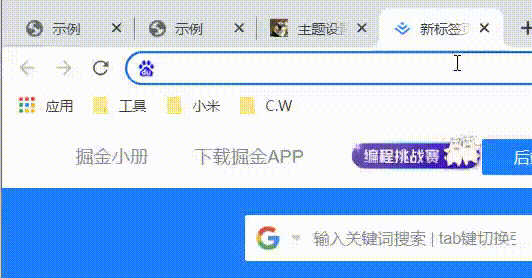 示例 示例 主题设 新标签
应用 工具 小米 C.W
掘金小册 下载掘金APP 编程挑战赛 后
输入关键词搜索 | tab键切换